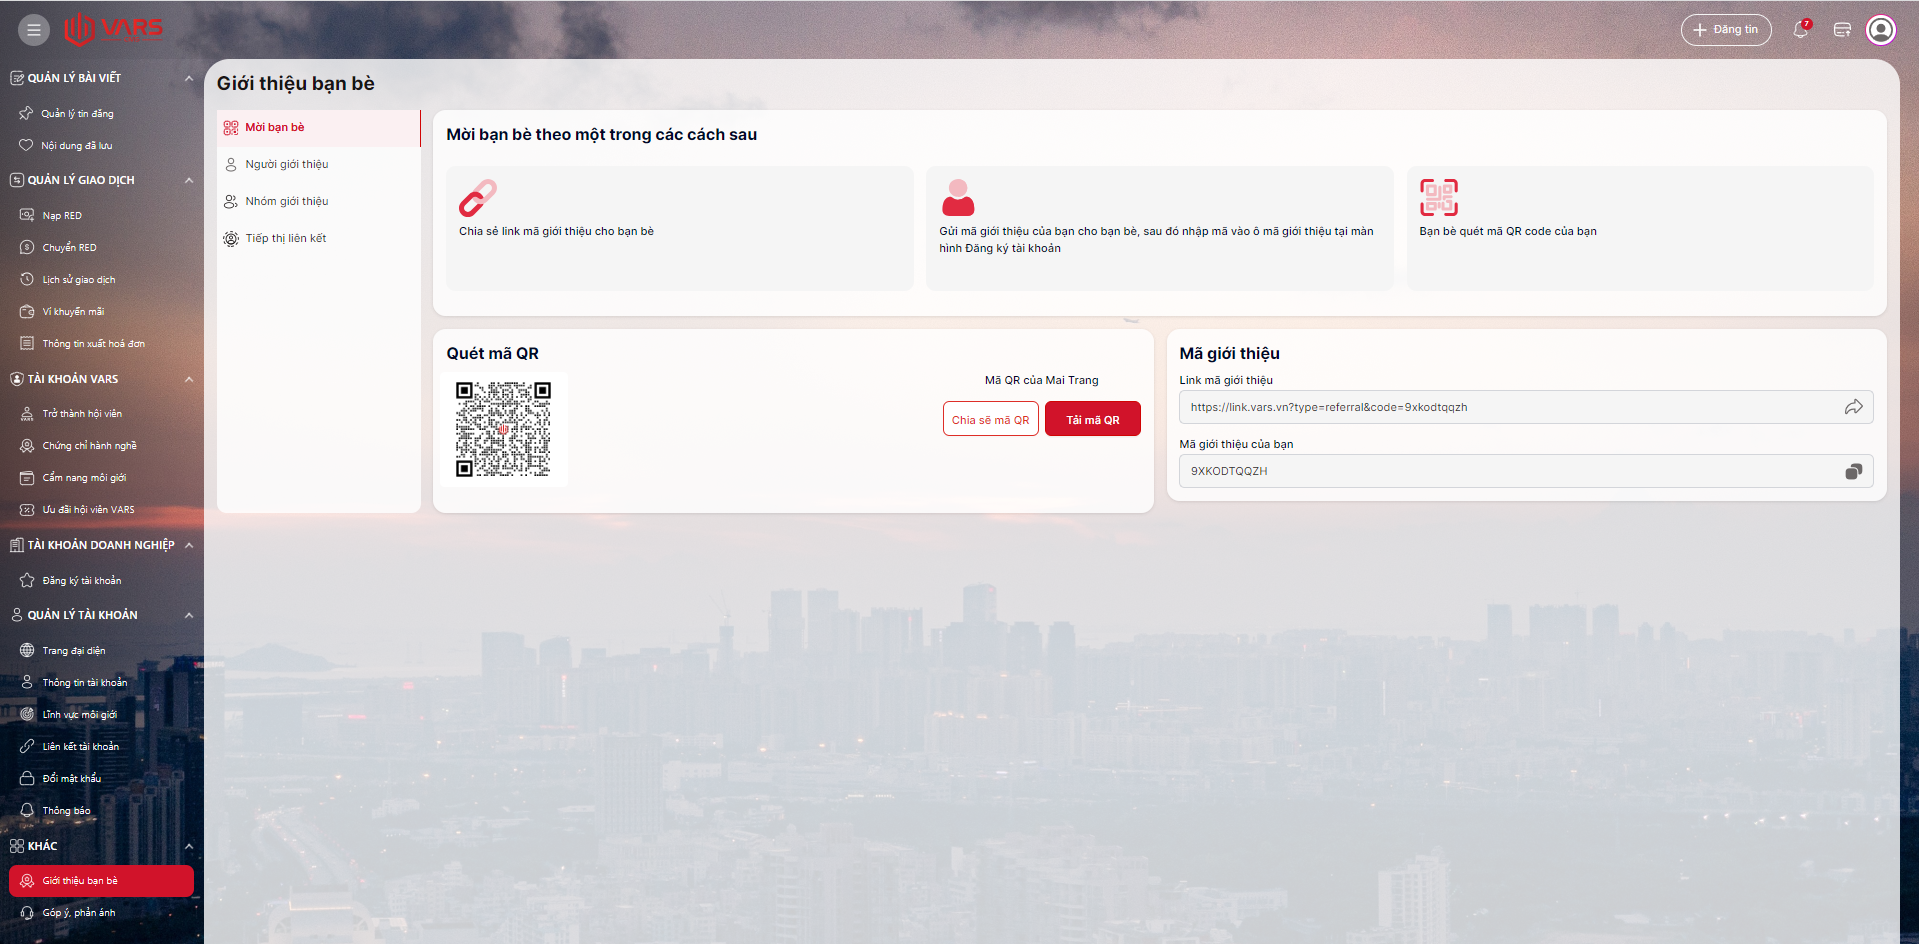 VARS
Đăng tin
7
QUẢN LÝ BÀI VIẾT
Quản lý tin đăng
Nội dung đã lưu
QUẢN LÝ GIAO DỊCH
Nạp RED
Chuyển RED
Lịch sử giao dịch
Ví khuyến mãi
Thông tin xuất hoá đơn
TÀI KHOẢN VARS
Trở thành hội viên
Chứng chỉ hành nghề
Cẩm nang môi giới
Ưu đãi hội viên VARS
TÀI KHOẢN DOANH NGHIỆP
Đăng ký tài khoản
QUẢN LÝ TÀI KHOẢN
Trang đại diện
Thông tin tài khoản
Lĩnh vực môi giới
Liên kết tài khoản
Đổi mật khẩu
Thông báo
KHÁC
Giới thiệu bạn bè
Góp ý, phản ánh
Giới thiệu bạn bè
Mời bạn bè
Người giới thiệu
Nhóm giới thiệu
Tiếp thị liên kết
Mời bạn bè theo một trong các cách sau
Chia sẻ link mã giới thiệu cho bạn bè
Gửi mã giới thiệu của bạn cho bạn bè, sau đó nhập mã vào ô mã giới thiệu tại màn
hình Đăng ký tài khoản
Bạn bè quét mã QR code của bạn
Quét mã QR
Mã QR của Mai Trang
Chia sẽ mã QR
Tải mã QR
Mã giới thiệu
Link mã giới thiệu
https://link.vars.vn?type=referral&code=9xkodtqqzh
Mã giới thiệu của bạn
9XKODTQQZH